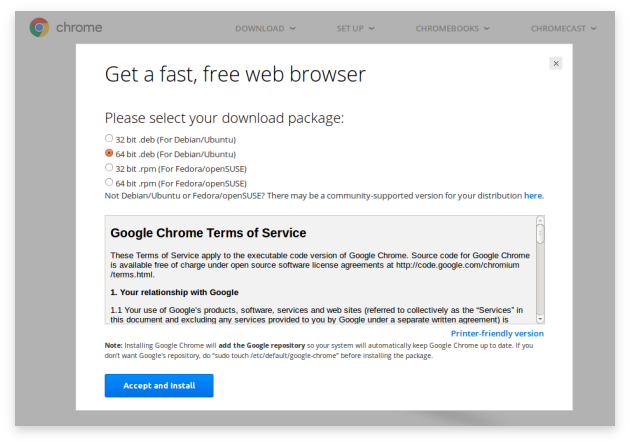 chrome
DOWNLOAD SET UP CHROMEBOOKS CHROMECAST
Get a fast, free web browser
x
Please select your download package:
32 bit .deb (For Debian/Ubuntu)
64 bit .deb (For Debian/Ubuntu)
32 bit .rpm (For Fedora/openSUSE)
64 bit .rpm (For Fedora/openSUSE)
Not Debian/Ubuntu or Fedora/openSUSE? There may be a community-supported version for your distribution here.
Google Chrome Terms of Service
These Terms of Service apply to the executable code version of Google Chrome. Source code for Google Chrome
is available free of charge under open source software license agreements at http://code.google.com/chromium
/terms.html.
1. Your relationship with Google
1.1 Your use of Google's products, software, services and web sites (referred to collectively as the “Services” in
this document and excluding any services provided to you by Google under a separate written agreement) is
Printer-friendly version
Note: Installing Google Chrome will add the Google repository so your system will automatically keep Google Chrome up to date. If you
don't want Google's repository, do “sudo touch /etc/default/google-chrome” before installing the package.
Accept and Install